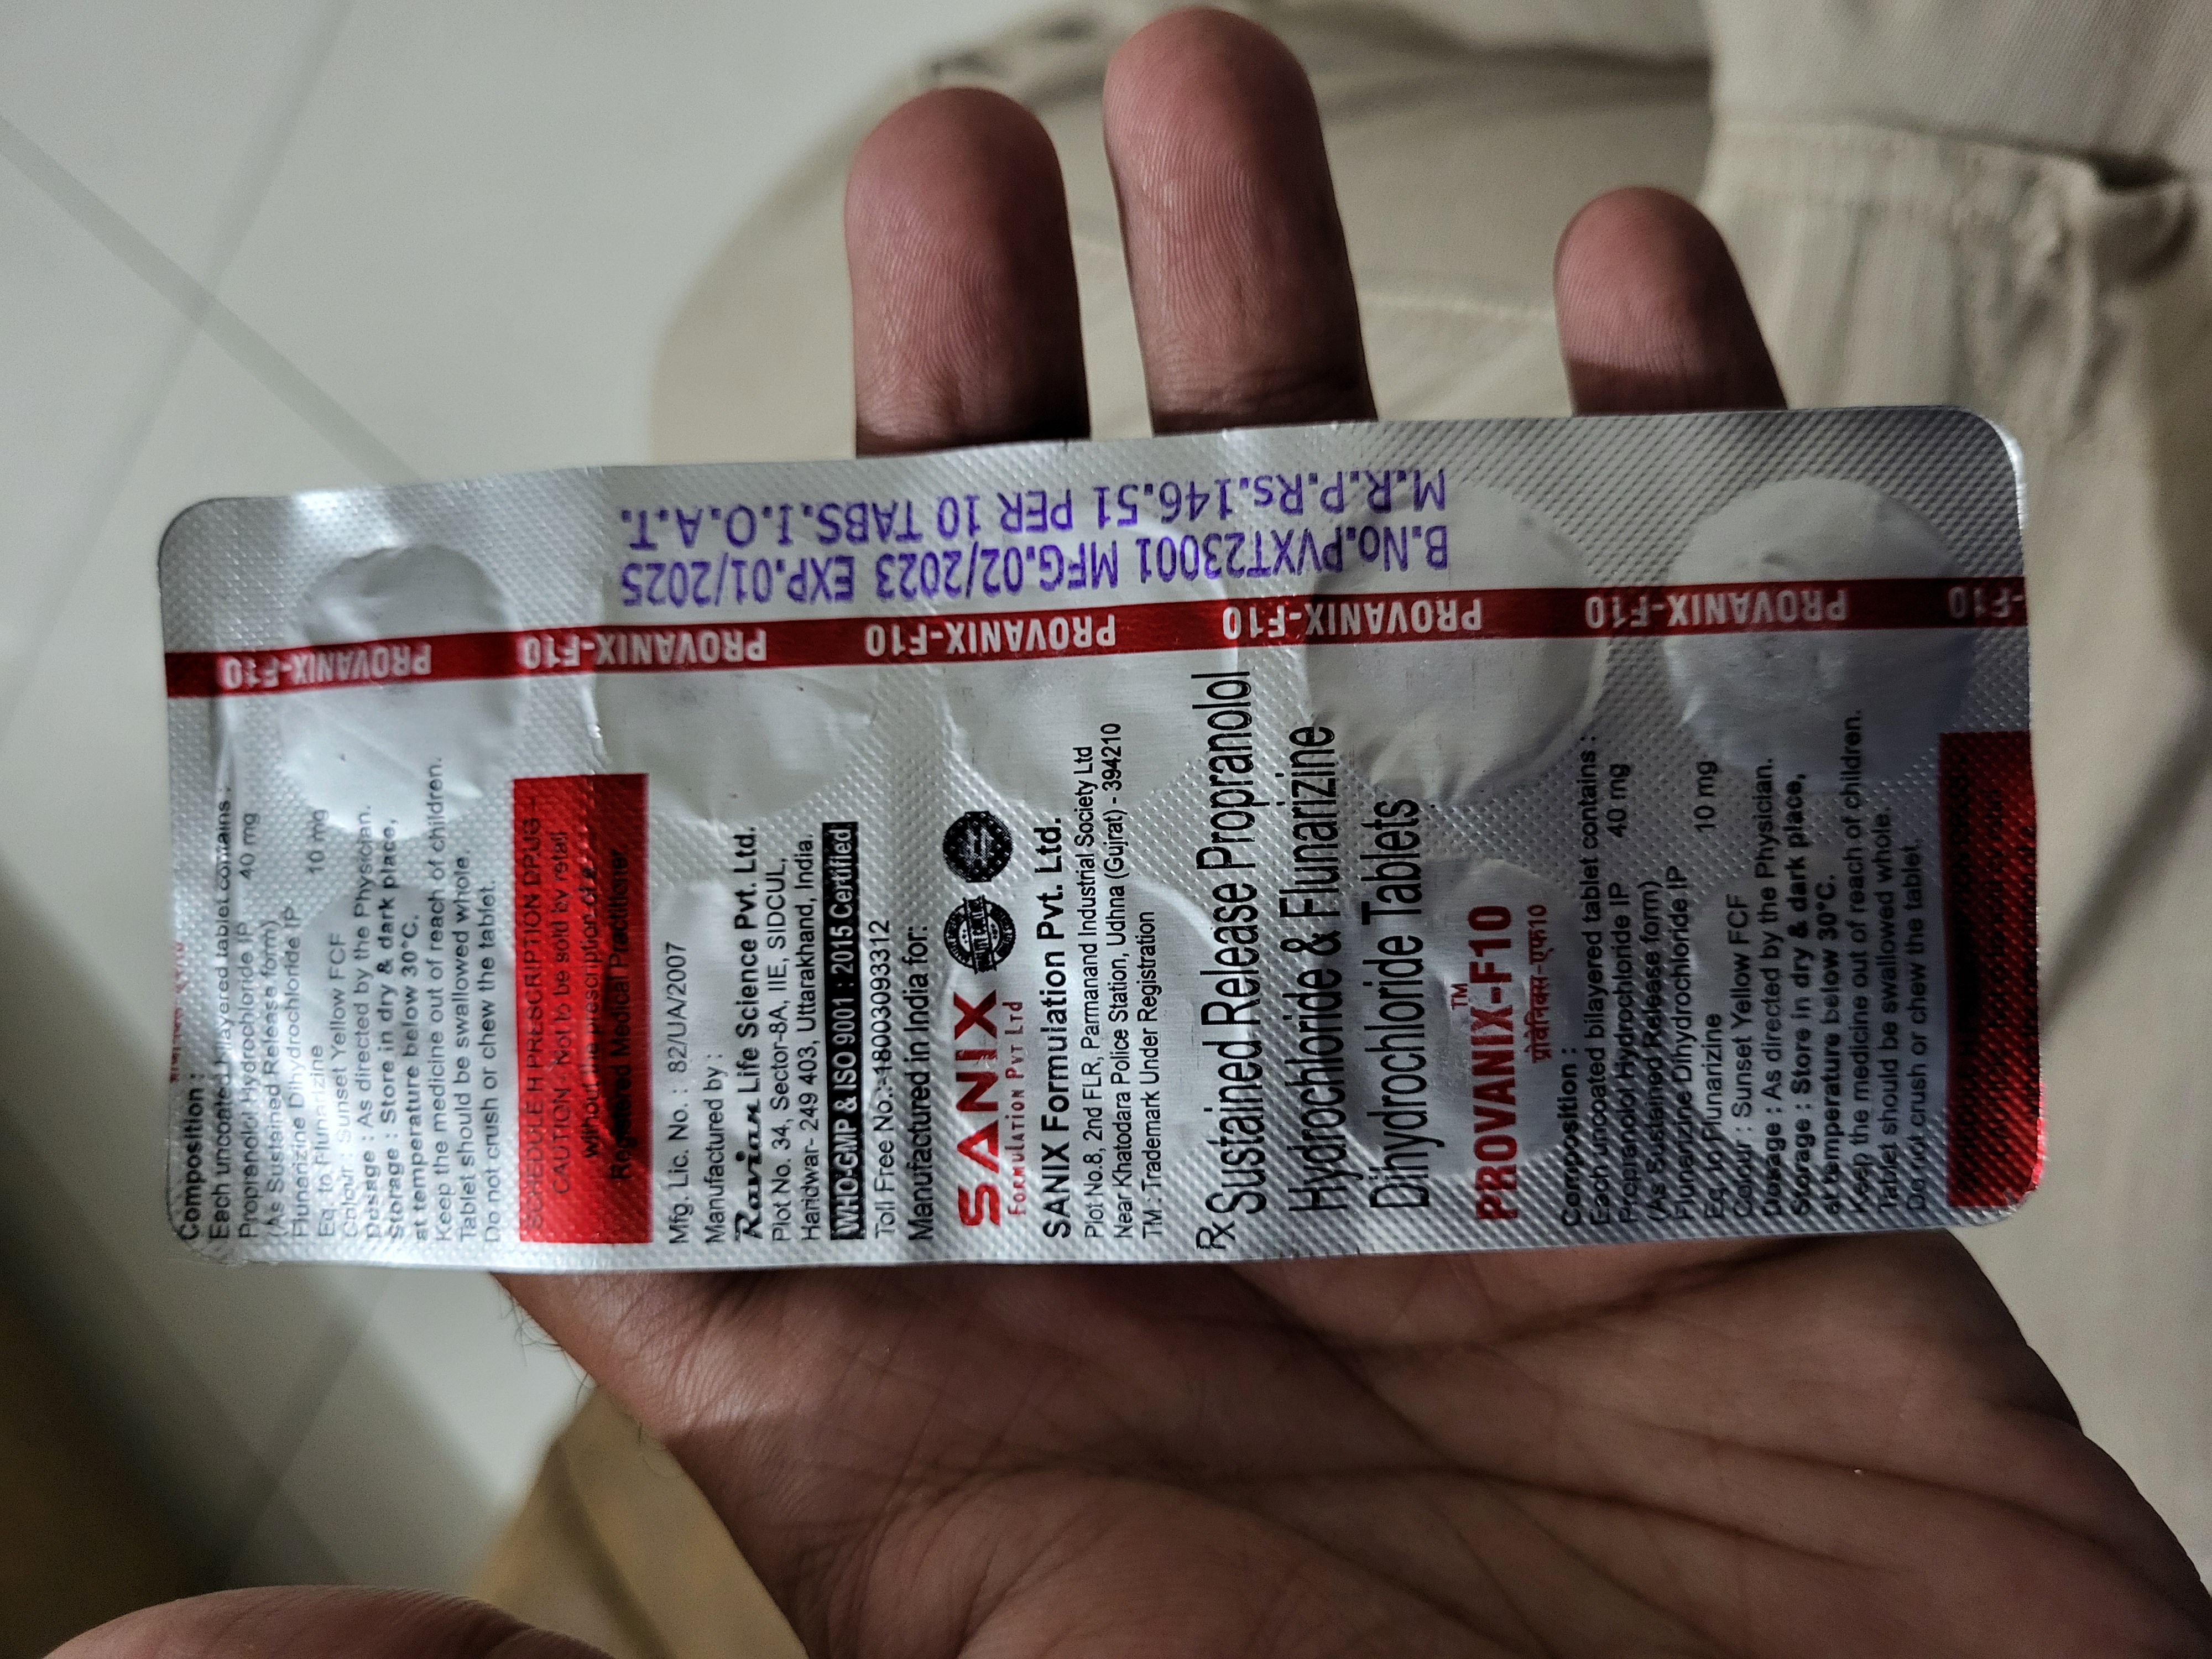 Composition :
Each uncoated bilayered tablet contains :
Propranolol Hydrochloride IP 40 mg
(As Sustained Release form)
Flunarizine Dihydrochloride IP
Eq. to Flunarizine 10 mg
Colour : Sunset Yellow FCF
Dosage : As directed by the Physician.
Storage : Store in dry & dark place,
at temperature below 30°C.
Keep the medicine out of reach of children.
Tablet should be swallowed whole.
Do not crush or chew the tablet.
SCHEDULE H PRESCRIPTION DRUG -
CAUTION : Not to be sold by retail
without the prescription of a
Registered Medical Practitioner
Mfg. Lic. No. : 82/UA/2007
Manufactured by :
Ravian Life Science Pvt. Ltd.
Plot No. 34, Sector-8A, IIE, SIDCUL,
Haridwar- 249 403, Uttarakhand, India.
WHO-GMP & ISO 9001 : 2015 Certified
Toll Free No.:-18003093312
Manufactured in India for:
SANIX
FORMULATION PVT LTD
SANIX Formulation Pvt. Ltd.
Plot No.8, 2nd FLR, Parmanand Industrial Society Ltd
Near Khatodara Police Station, Udhna (Gujrat) - 394210
TM : Trademark Under Registration
Rx Sustained Release Propranolol
Hydrochloride & Flunarizine
Dihydrochloride Tablets
PROVANIX-F10™
प्रोवेनिक्स-एफ10
Composition :
Each uncoated bilayered tablet contains :
Propranolol Hydrochloride IP 40 mg
(As Sustained Release form)
Flunarizine Dihydrochloride IP
Eq. to Flunarizine 10 mg
Colour : Sunset Yellow FCF
Dosage : As directed by the Physician.
Storage : Store in dry & dark place,
at temperature below 30°C.
Keep the medicine out of reach of children.
Tablet should be swallowed whole.
Do not crush or chew the tablet.
-F10 PROVANIX-F10 PROVANIX-F10 PROVANIX-F10 PROVANIX-F10 PROVANIX-F10
B.No.PVXT23001 MFG.02/2023 EXP.01/2025
M.R.P.Rs.146.51 PER 10 TABS.I.O.A.T.